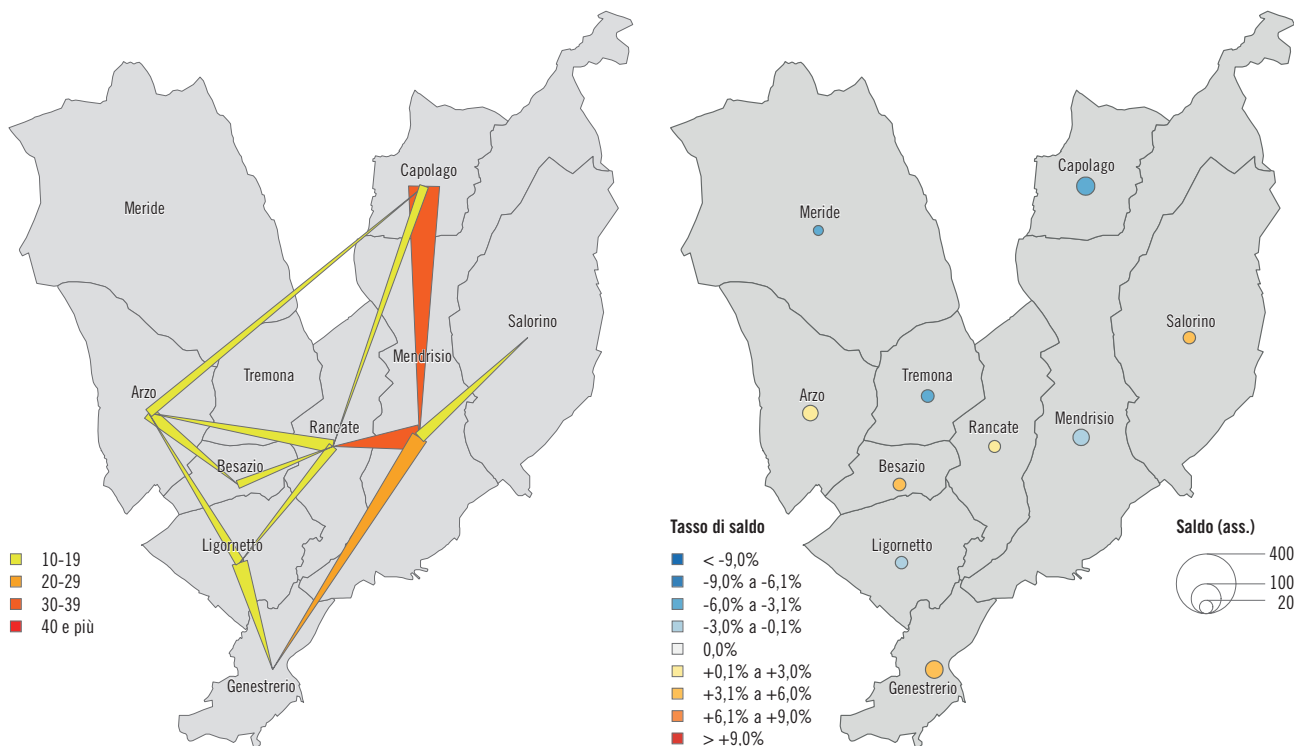 Capolago
Meride
Salorino
Mendrisio
Tremona
Arzo
Rancate
Besazio
Ligornetto
Genestrerio
10-19
20-29
30-39
40 e più
Capolago
Meride
Salorino
Tremona
Arzo
Mendrisio
Rancate
Besazio
Ligornetto
Genestrerio
Tasso di saldo
< -9,0%
-9,0% a -6,1%
-6,0% a -3,1%
-3,0% a -0,1%
0,0%
+0,1% a +3,0%
+3,1% a +6,0%
+6,1% a +9,0%
> +9,0%
Saldo (ass.)
400
100
20